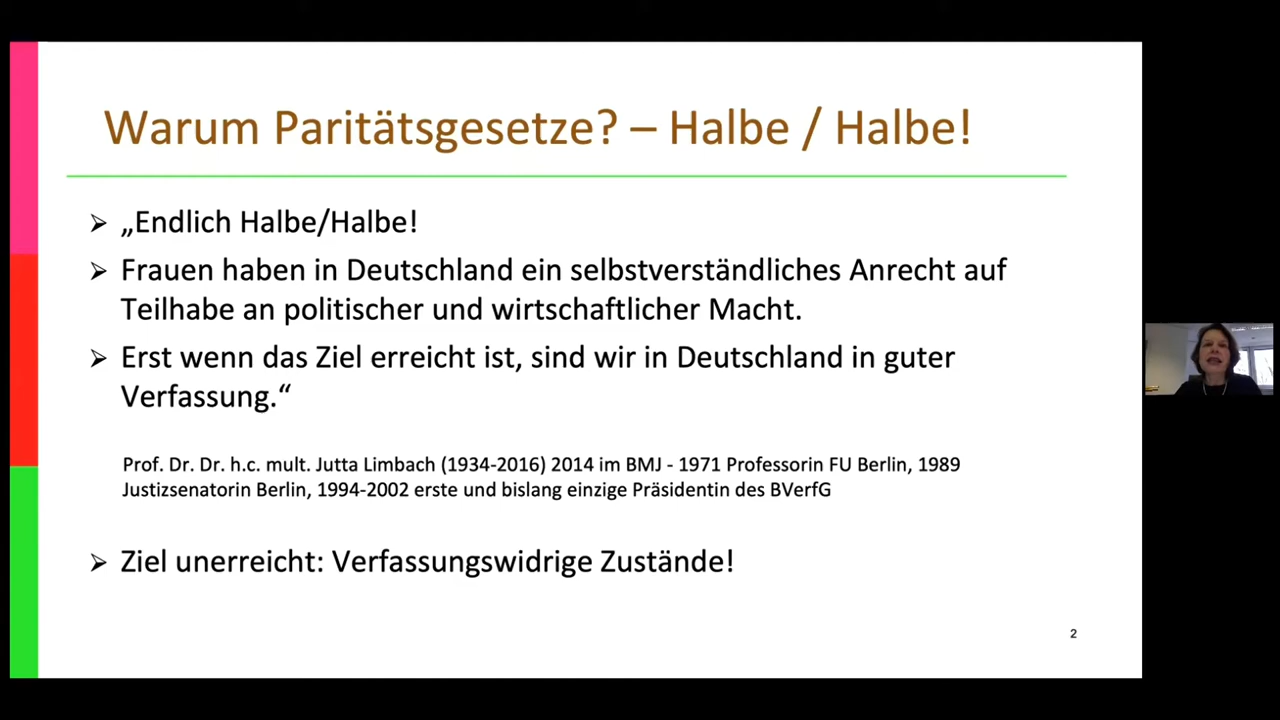 Warum Paritätsgesetze? – Halbe / Halbe!
➢ „Endlich Halbe/Halbe!
➢ Frauen haben in Deutschland ein selbstverständliches Anrecht auf
Teilhabe an politischer und wirtschaftlicher Macht.
➢ Erst wenn das Ziel erreicht ist, sind wir in Deutschland in guter
Verfassung.“
Prof. Dr. Dr. h.c. mult. Jutta Limbach (1934-2016) 2014 im BMJ - 1971 Professorin FU Berlin, 1989
Justizsenatorin Berlin, 1994-2002 erste und bislang einzige Präsidentin des BVerfG
➢ Ziel unerreicht: Verfassungswidrige Zustände!
2